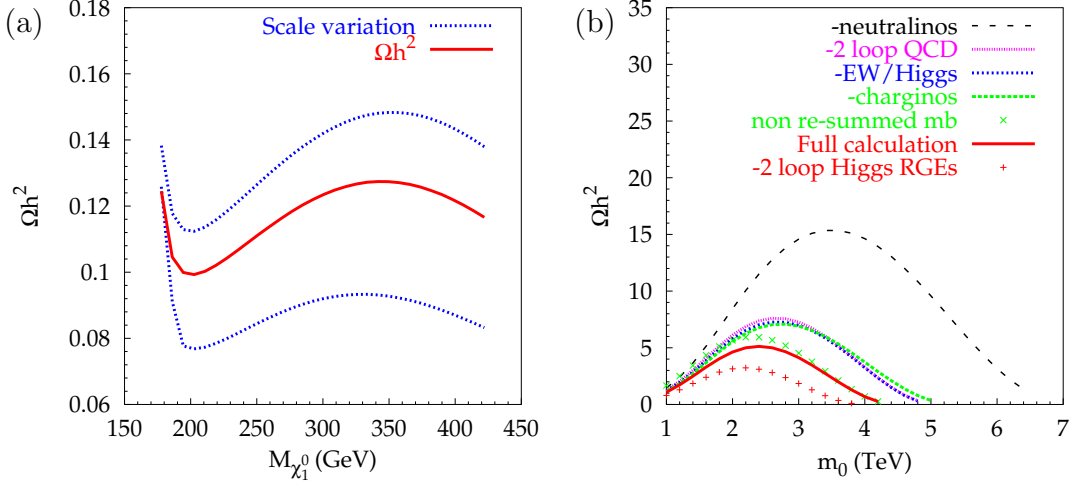 (a)
Ωh²
0.18
0.16
0.14
0.12
0.1
0.08
0.06
Scale variation
Ωh²
150 200 250 300 350 400 450
M_χ₁⁰ (GeV)
(b)
Ωh²
35
30
25
20
15
10
5
0
-neutralinos
-2 loop QCD
-EW/Higgs
-charginos
non re-summed mb
Full calculation
-2 loop Higgs RGEs
1 2 3 4 5 6 7
m₀ (TeV)